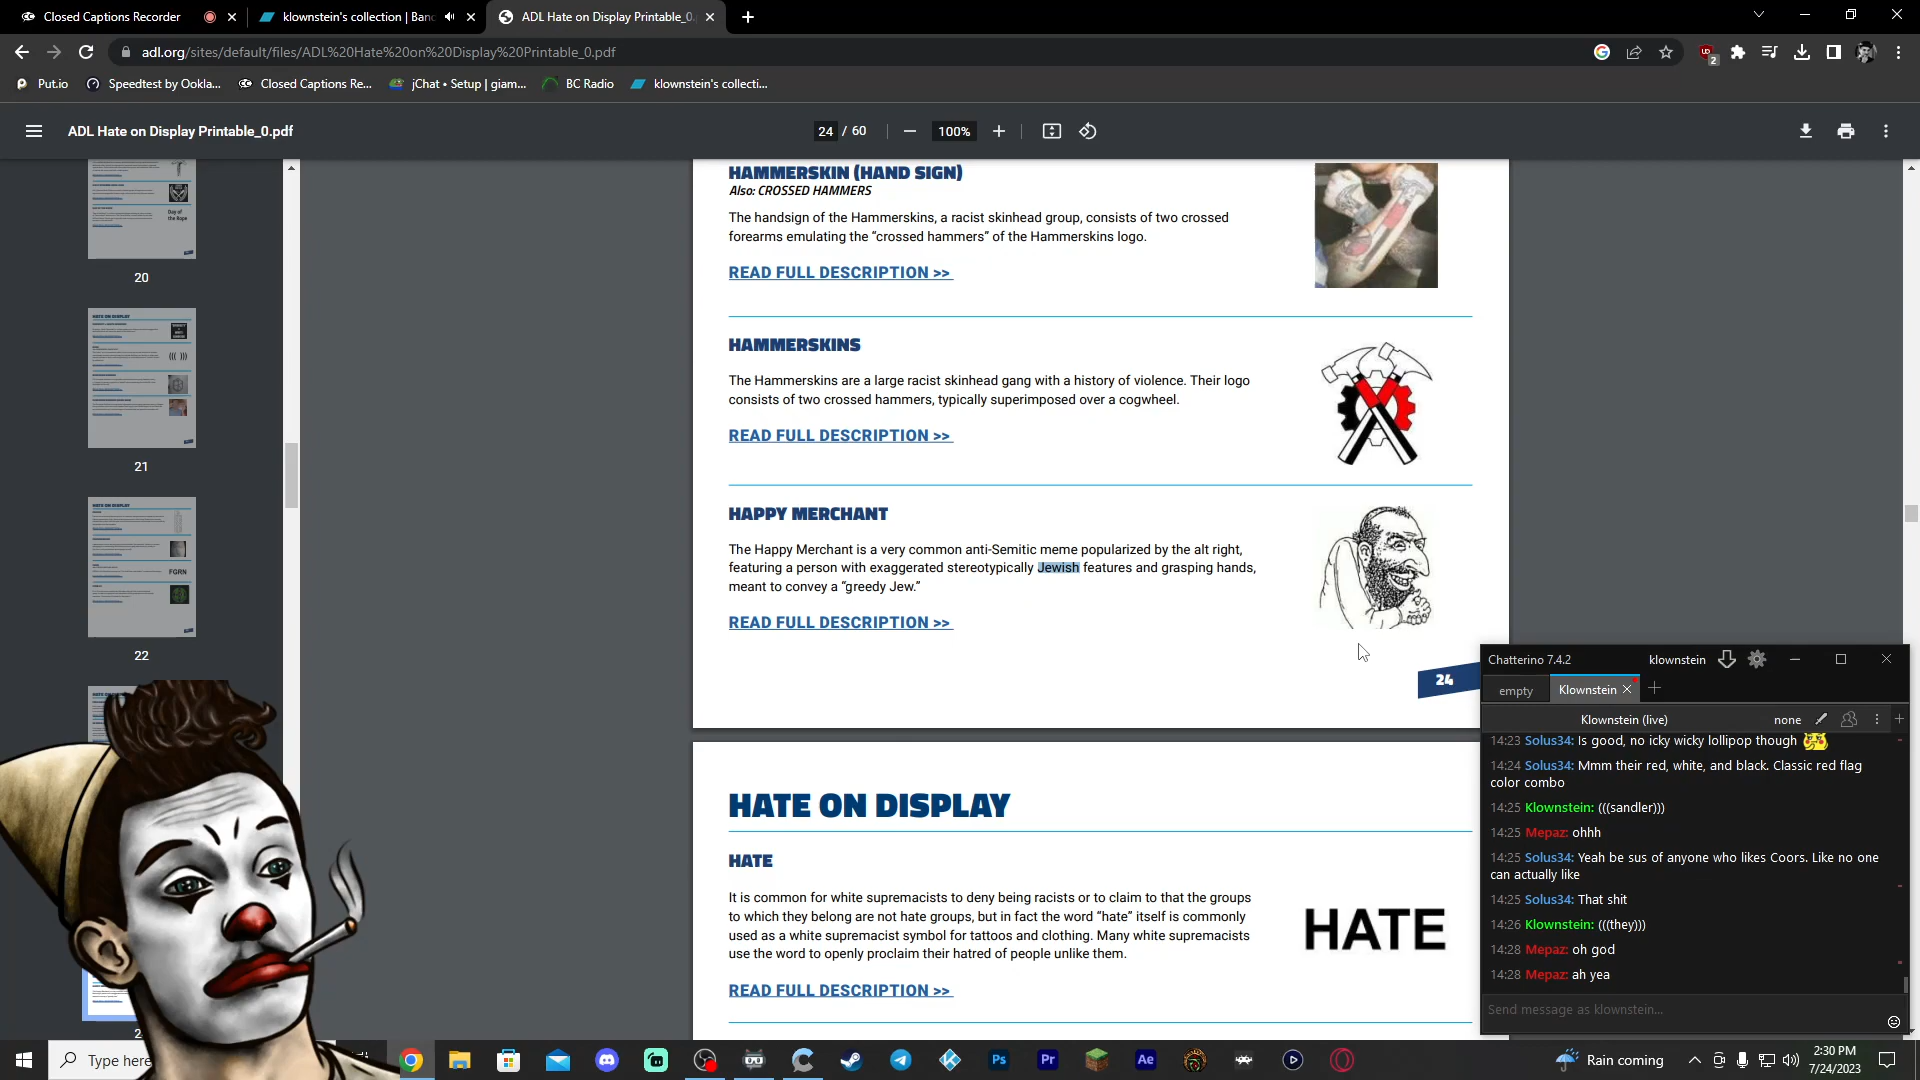 Closed Captions Recorder
klownstein's collection | Banc
ADL Hate on Display Printable_0.
adl.org/sites/default/files/ADL%20Hate%20on%20Display%20Printable_0.pdf
2
Put.io
Speedtest by Ookla...
Closed Captions Re...
jChat • Setup | giam...
BC Radio
klownstein's collecti...
ADL Hate on Display Printable_0.pdf
24 / 60
100%
20
21
22
Day of
the Rope
((( )))
FGRN
HAMMERSKIN (HAND SIGN)
Also: CROSSED HAMMERS
The handsign of the Hammerskins, a racist skinhead group, consists of two crossed
forearms emulating the “crossed hammers” of the Hammerskins logo.
READ FULL DESCRIPTION >>
HAMMERSKINS
The Hammerskins are a large racist skinhead gang with a history of violence. Their logo
consists of two crossed hammers, typically superimposed over a cogwheel.
READ FULL DESCRIPTION >>
HAPPY MERCHANT
The Happy Merchant is a very common anti-Semitic meme popularized by the alt right,
featuring a person with exaggerated stereotypically Jewish features and grasping hands,
meant to convey a “greedy Jew.”
READ FULL DESCRIPTION >>
24
HATE ON DISPLAY
HATE
It is common for white supremacists to deny being racists or to claim to that the groups
to which they belong are not hate groups, but in fact the word “hate” itself is commonly
used as a white supremacist symbol for tattoos and clothing. Many white supremacists
use the word to openly proclaim their hatred of people unlike them.
READ FULL DESCRIPTION >>
HATE
Chatterino 7.4.2
klownstein
empty
Klownstein
Klownstein (live)
none
14:23 Solus34: Is good, no icky wicky lollipop though
14:24 Solus34: Mmm their red, white, and black. Classic red flag
color combo
14:25 Klownstein: (((sandler)))
14:25 Mepaz: ohhh
14:25 Solus34: Yeah be sus of anyone who likes Coors. Like no one
can actually like
14:25 Solus34: That shit
14:26 Klownstein: (((they)))
14:28 Mepaz: oh god
14:28 Mepaz: ah yea
Send message as klownstein...
Type here
Ps
Pr
Ae
Rain coming
2:30 PM
7/24/2023